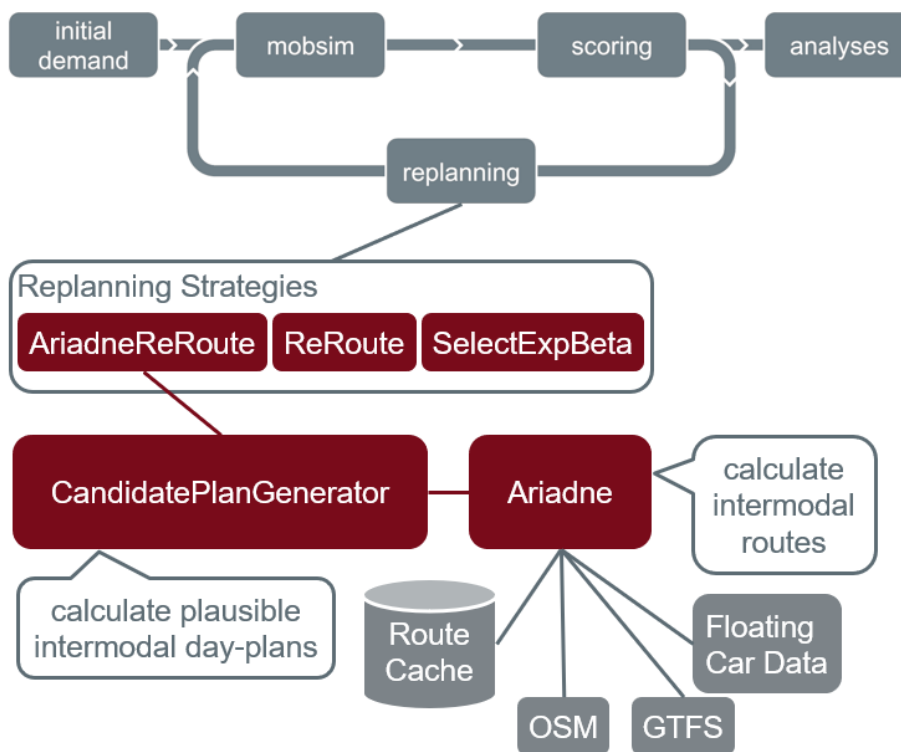 initial
demand
mobsim
scoring
analyses
replanning
Replanning Strategies
AriadneReRoute
ReRoute
SelectExpBeta
CandidatePlanGenerator
Ariadne
calculate
intermodal
routes
calculate plausible
intermodal day-plans
Route
Cache
Floating
Car Data
OSM
GTFS